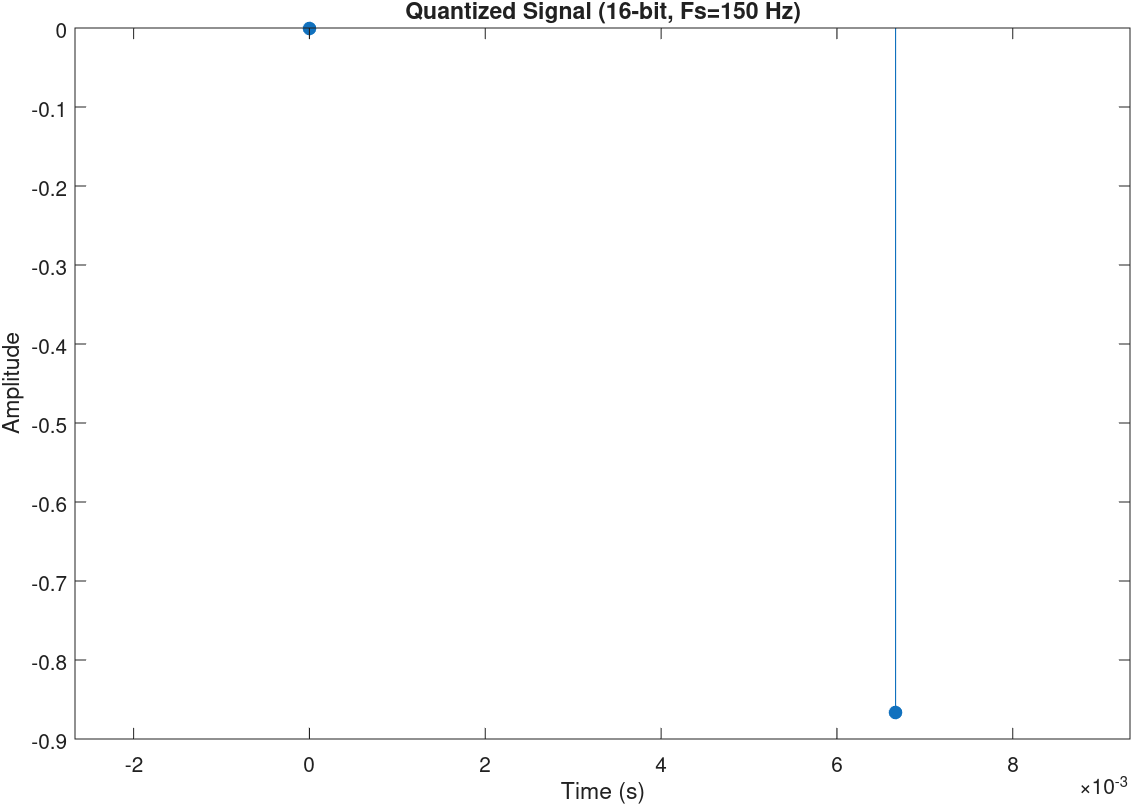 Quantized Signal (16-bit, Fs=150 Hz)
0
-0.1
-0.2
-0.3
-0.4
-0.5
-0.6
-0.7
-0.8
-0.9
Amplitude
-2 0 2 4 6 8
×10⁻³
Time (s)